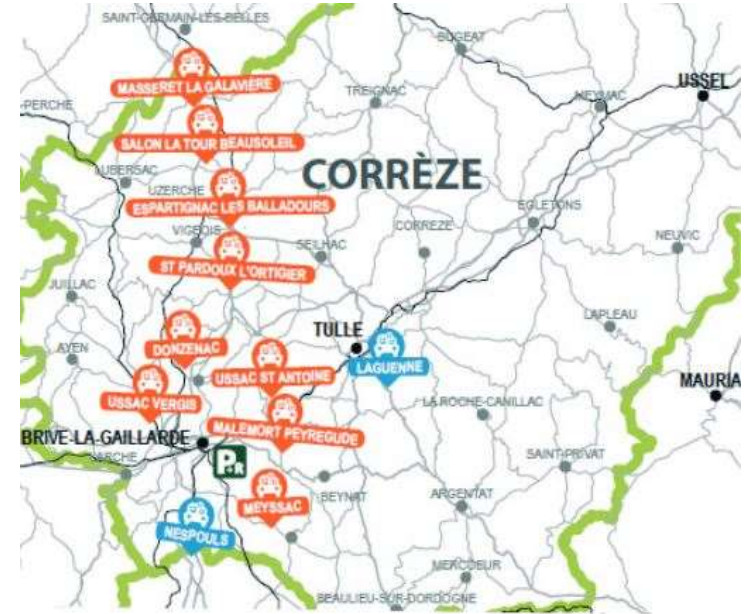 SAINT-GERMAIN-LES-BELLES
BUGEAT
MASSERET LA GALAVIÈRE
USSEL
TREIGNAC
MEYMAC
-PERCHE
SALON LA TOUR BEAUSOLEIL
LUBERSAC
CORRÈZE
UZERCHE
ESPARTIGNAC LES BALLADOURS
EGLETONS
VIGEOIS
CORREZE
SEILHAC
NEUVIC
ST PARDOUX L'ORTIGIER
JUILLAC
LAPLEAU
TULLE
DONZENAC
AYEN
LAGUENNE
USSAC ST ANTOINE
MAURIA
USSAC VERGIS
LA ROCHE-CANILLAC
MALEMORT PEYREGUDE
BRIVE-LA-GAILLARDE
ARCHE
P+R
SAINT-PRIVAT
BEYNAT
ARGENTAT
MEYSSAC
NESPOULS
MERCOEUR
BEAULIEU-SUR-DORDOGNE